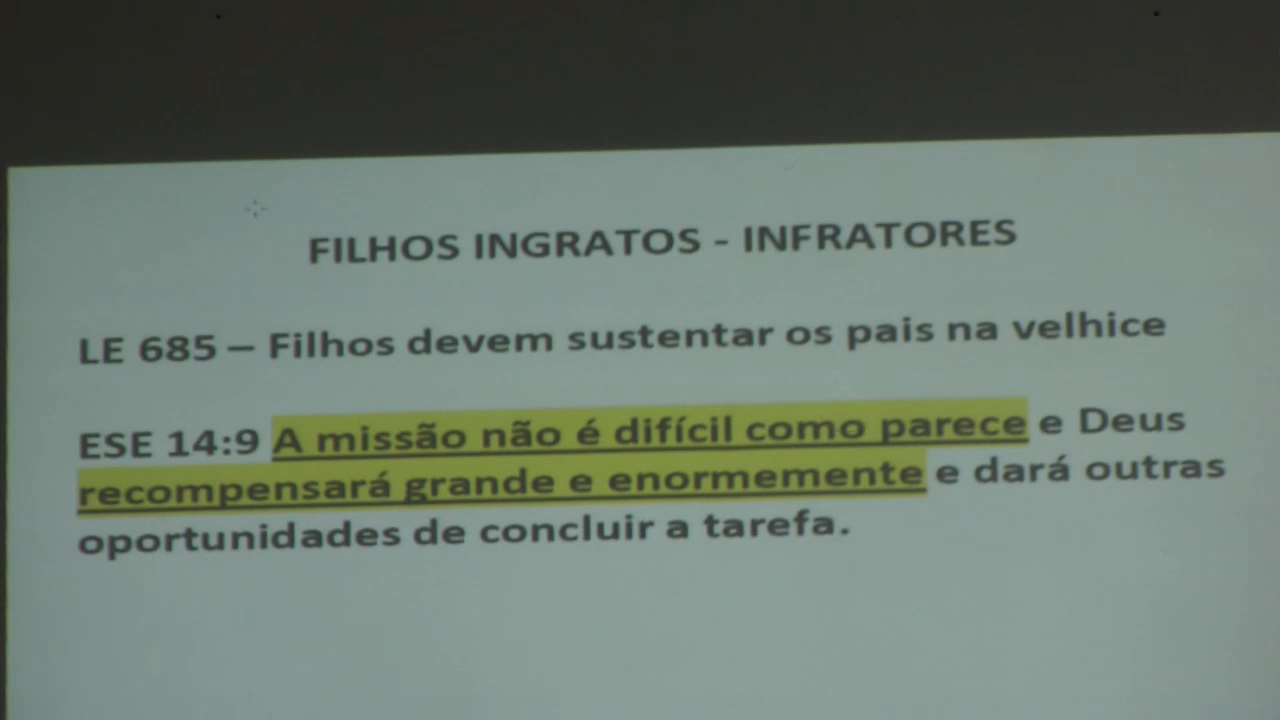 FILHOS INGRATOS - INFRATORES
LE 685 – Filhos devem sustentar os pais na velhice
ESE 14:9 A missão não é difícil como parece e Deus
recompensará grande e enormemente e dará outras
oportunidades de concluir a tarefa.